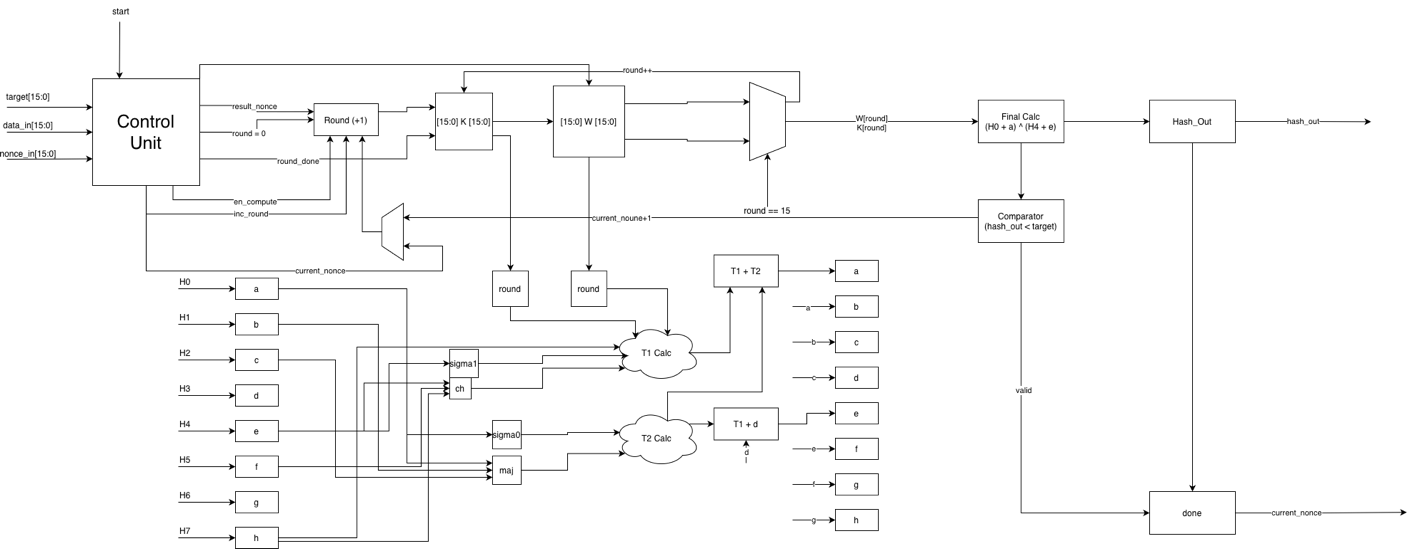 start
target[15:0]
data_in[15:0]
nonce_in[15:0]
Control
Unit
result_nonce
round = 0
round_done
en_compute
inc_round
current_nonce
Round (+1)
[15:0] K [15:0]
[15:0] W [15:0]
round++
W[round]
K[round]
round == 15
current_noune+1
Final Calc
(H0 + a) ^ (H4 + e)
Hash_Out
hash_out
Comparator
(hash_out < target)
valid
done
current_nonce
round
round
H0
a
H1
b
H2
c
H3
d
H4
e
H5
f
H6
g
H7
h
sigma1
ch
sigma0
maj
T1 Calc
T2 Calc
T1 + T2
T1 + d
d
a
a
b
b
c
c
d
e
e
f
f
g
g
h